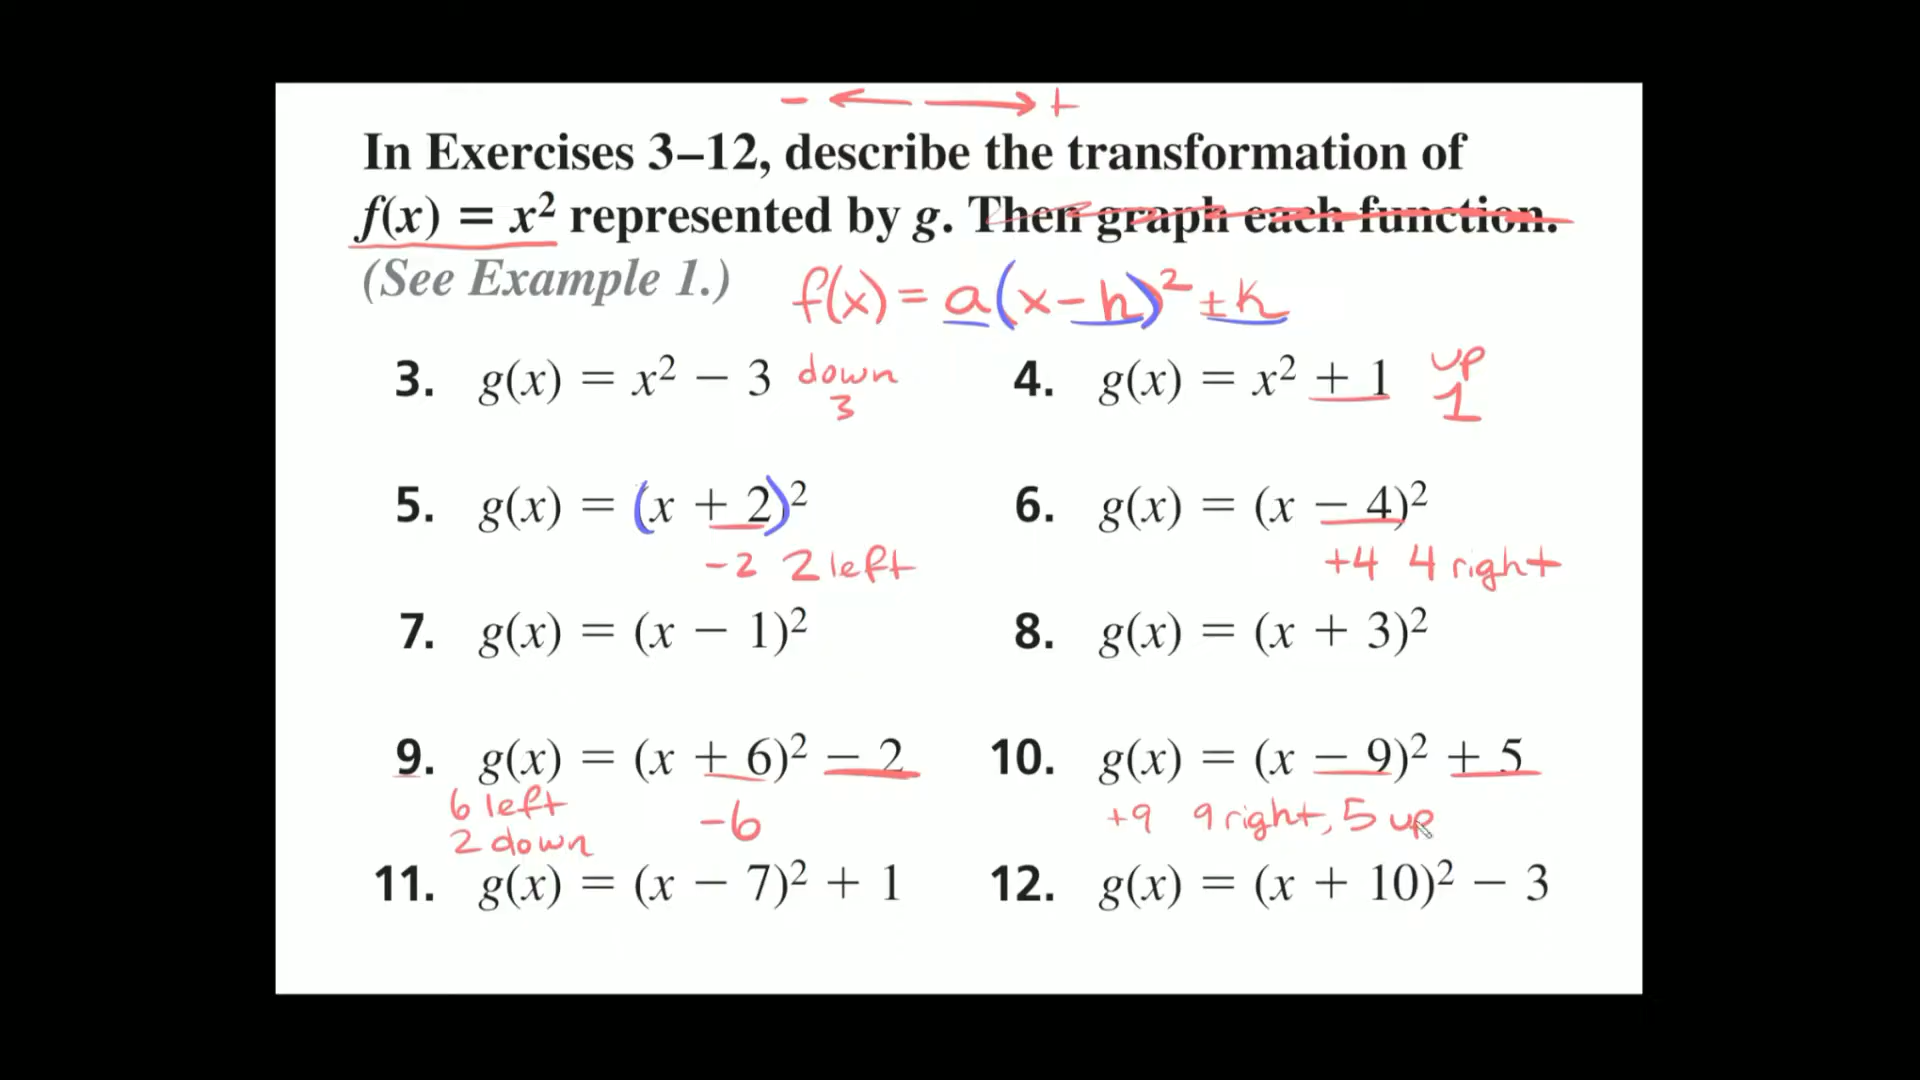 - ← → +
In Exercises 3–12, describe the transformation of
f(x) = x² represented by g. Then graph each function.
(See Example 1.)
f(x) = a(x - h)² ± k
3. g(x) = x² − 3 down 3
4. g(x) = x² + 1 up 1
5. g(x) = (x + 2)²
-2 2 left
6. g(x) = (x − 4)²
+4 4 right
7. g(x) = (x − 1)²
8. g(x) = (x + 3)²
9. g(x) = (x + 6)² − 2
6 left
2 down
-6
10. g(x) = (x − 9)² + 5
+9 9 right, 5 up
11. g(x) = (x − 7)² + 1
12. g(x) = (x + 10)² − 3